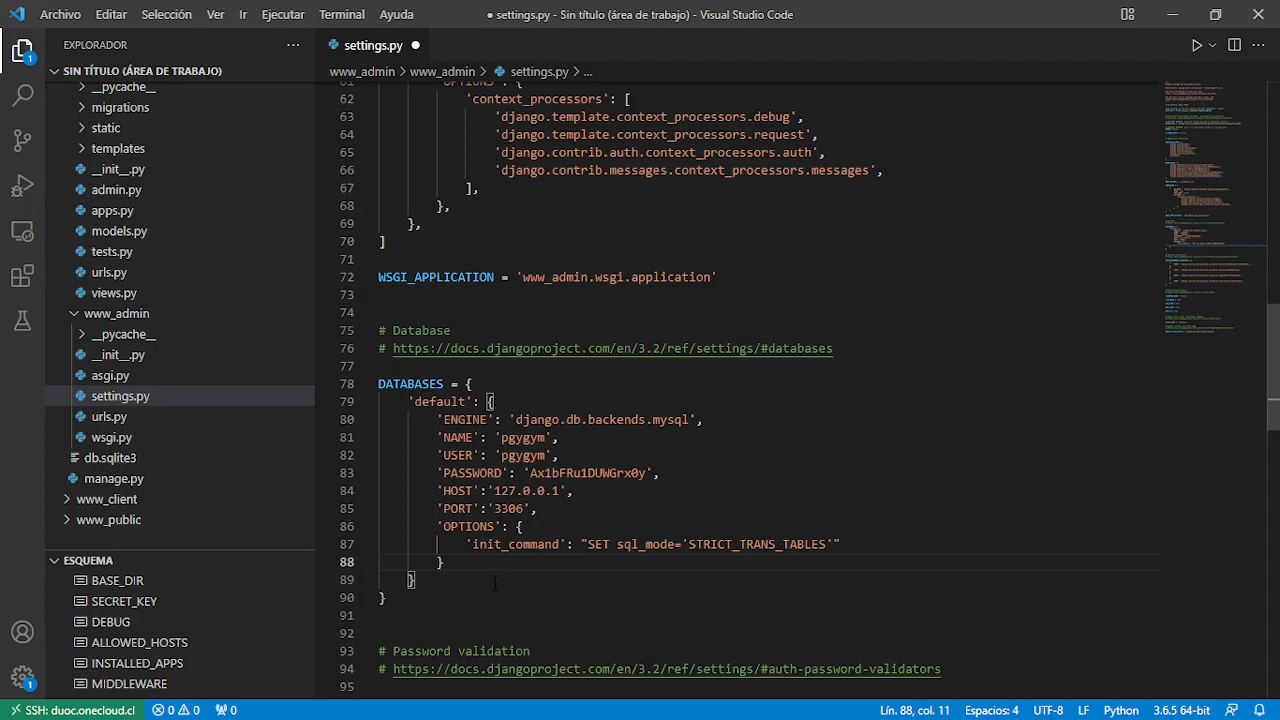 Archivo Editar Selección Ver Ir Ejecutar Terminal Ayuda
● settings.py - Sin título (área de trabajo) - Visual Studio Code
EXPLORADOR
SIN TÍTULO (ÁREA DE TRABAJO)
__pycache__
migrations
static
templates
__init__.py
admin.py
apps.py
models.py
tests.py
urls.py
views.py
www_admin
__pycache__
__init__.py
asgi.py
settings.py
urls.py
wsgi.py
db.sqlite3
manage.py
www_client
www_public
ESQUEMA
BASE_DIR
SECRET_KEY
DEBUG
ALLOWED_HOSTS
INSTALLED_APPS
MIDDLEWARE
1
1
settings.py ●
www_admin > www_admin > settings.py > ...
61 'OPTIONS': {
62 'context_processors': [
63 'django.template.context_processors.debug',
64 'django.template.context_processors.request',
65 'django.contrib.auth.context_processors.auth',
66 'django.contrib.messages.context_processors.messages',
67 ],
68 },
69 },
70 ]
71
72 WSGI_APPLICATION = 'www_admin.wsgi.application'
73
74
75 # Database
76 # https://docs.djangoproject.com/en/3.2/ref/settings/#databases
77
78 DATABASES = {
79 'default': {
80 'ENGINE': 'django.db.backends.mysql',
81 'NAME': 'pgygym',
82 'USER': 'pgygym',
83 'PASSWORD': 'Ax1bFRu1DUWGrx0y',
84 'HOST':'127.0.0.1',
85 'PORT':'3306',
86 'OPTIONS': {
87 'init_command': "SET sql_mode='STRICT_TRANS_TABLES'"
88 }
89 }
90 }
91
92
93 # Password validation
94 # https://docs.djangoproject.com/en/3.2/ref/settings/#auth-password-validators
95
SSH: duoc.onecloud.cl 0 0 0 Lín. 88, col. 11 Espacios: 4 UTF-8 LF Python 3.6.5 64-bit